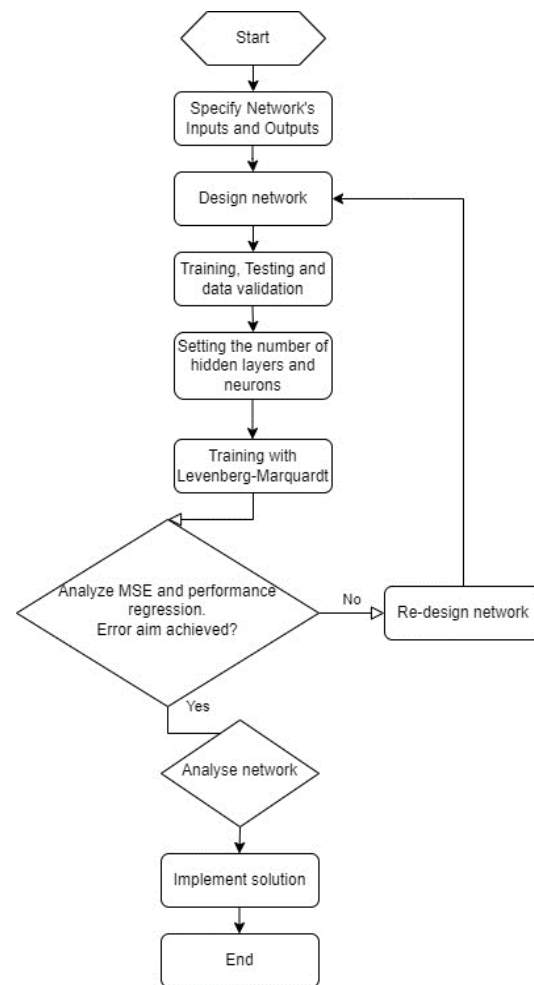 Start
Specify Network's
Inputs and Outputs
Design network
Training, Testing and
data validation
Setting the number of
hidden layers and
neurons
Training with
Levenberg-Marquardt
Analyze MSE and performance
regression.
Error aim achieved?
No
Re-design network
Yes
Analyse network
Implement solution
End